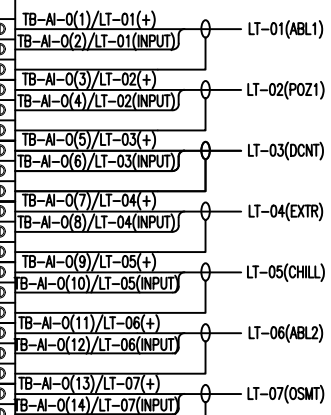 TB-AI-0(1)/LT-01(+)
TB-AI-0(2)/LT-01(INPUT)
LT-01(ABL1)
TB-AI-0(3)/LT-02(+)
TB-AI-0(4)/LT-02(INPUT)
LT-02(POZ1)
TB-AI-0(5)/LT-03(+)
TB-AI-0(6)/LT-03(INPUT)
LT-03(DCNT)
TB-AI-0(7)/LT-04(+)
TB-AI-0(8)/LT-04(INPUT)
LT-04(EXTR)
TB-AI-0(9)/LT-05(+)
TB-AI-0(10)/LT-05(INPUT)
LT-05(CHILL)
TB-AI-0(11)/LT-06(+)
TB-AI-0(12)/LT-06(INPUT)
LT-06(ABL2)
TB-AI-0(13)/LT-07(+)
TB-AI-0(14)/LT-07(INPUT)
LT-07(OSMT)